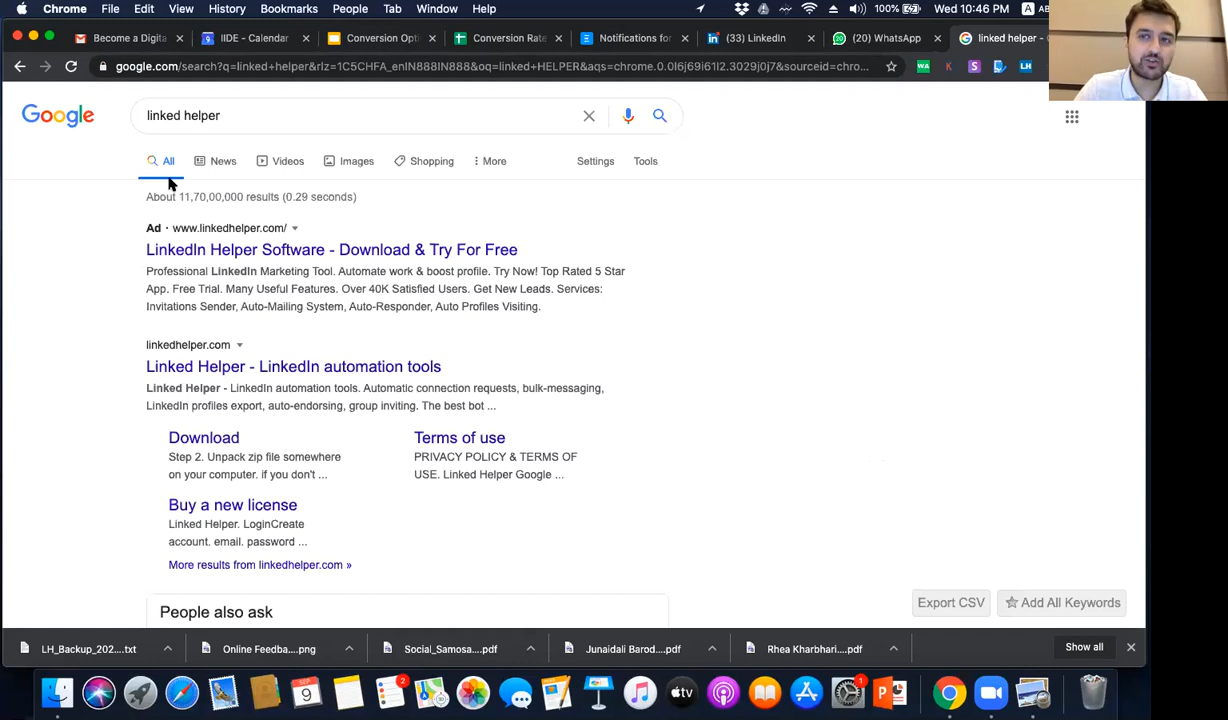 Chrome File Edit View History Bookmarks People Tab Window Help 100% Wed 10:46 PM A
Become a Digita IIDE - Calendar Conversion Opti Conversion Rate Notifications for (33) LinkedIn (20) WhatsApp linked helper -
google.com/search?q=linked+helper&rlz=1C5CHFA_enIN888IN888&oq=linked+HELPER&aqs=chrome.0.0l6j69i61l2.3029j0j7&sourceid=chro...
Google linked helper
All News Videos Images Shopping More Settings Tools
About 11,70,00,000 results (0.29 seconds)
Ad · www.linkedhelper.com/
LinkedIn Helper Software - Download & Try For Free
Professional LinkedIn Marketing Tool. Automate work & boost profile. Try Now! Top Rated 5 Star
App. Free Trial. Many Useful Features. Over 40K Satisfied Users. Get New Leads. Services:
Invitations Sender, Auto-Mailing System, Auto-Responder, Auto Profiles Visiting.
linkedhelper.com
Linked Helper - LinkedIn automation tools
Linked Helper - LinkedIn automation tools. Automatic connection requests, bulk-messaging,
LinkedIn profiles export, auto-endorsing, group inviting. The best bot ...
Download
Step 2. Unpack zip file somewhere
on your computer. if you don't ...
Terms of use
PRIVACY POLICY & TERMS OF
USE. Linked Helper Google ...
Buy a new license
Linked Helper. LoginCreate
account. email. password ...
More results from linkedhelper.com »
People also ask
Export CSV Add All Keywords
LH_Backup_202....txt Online Feedba....png Social_Samosa....pdf Junaidali Barod....pdf Rhea Kharbhari....pdf Show all
SEP
9
2
tv
1